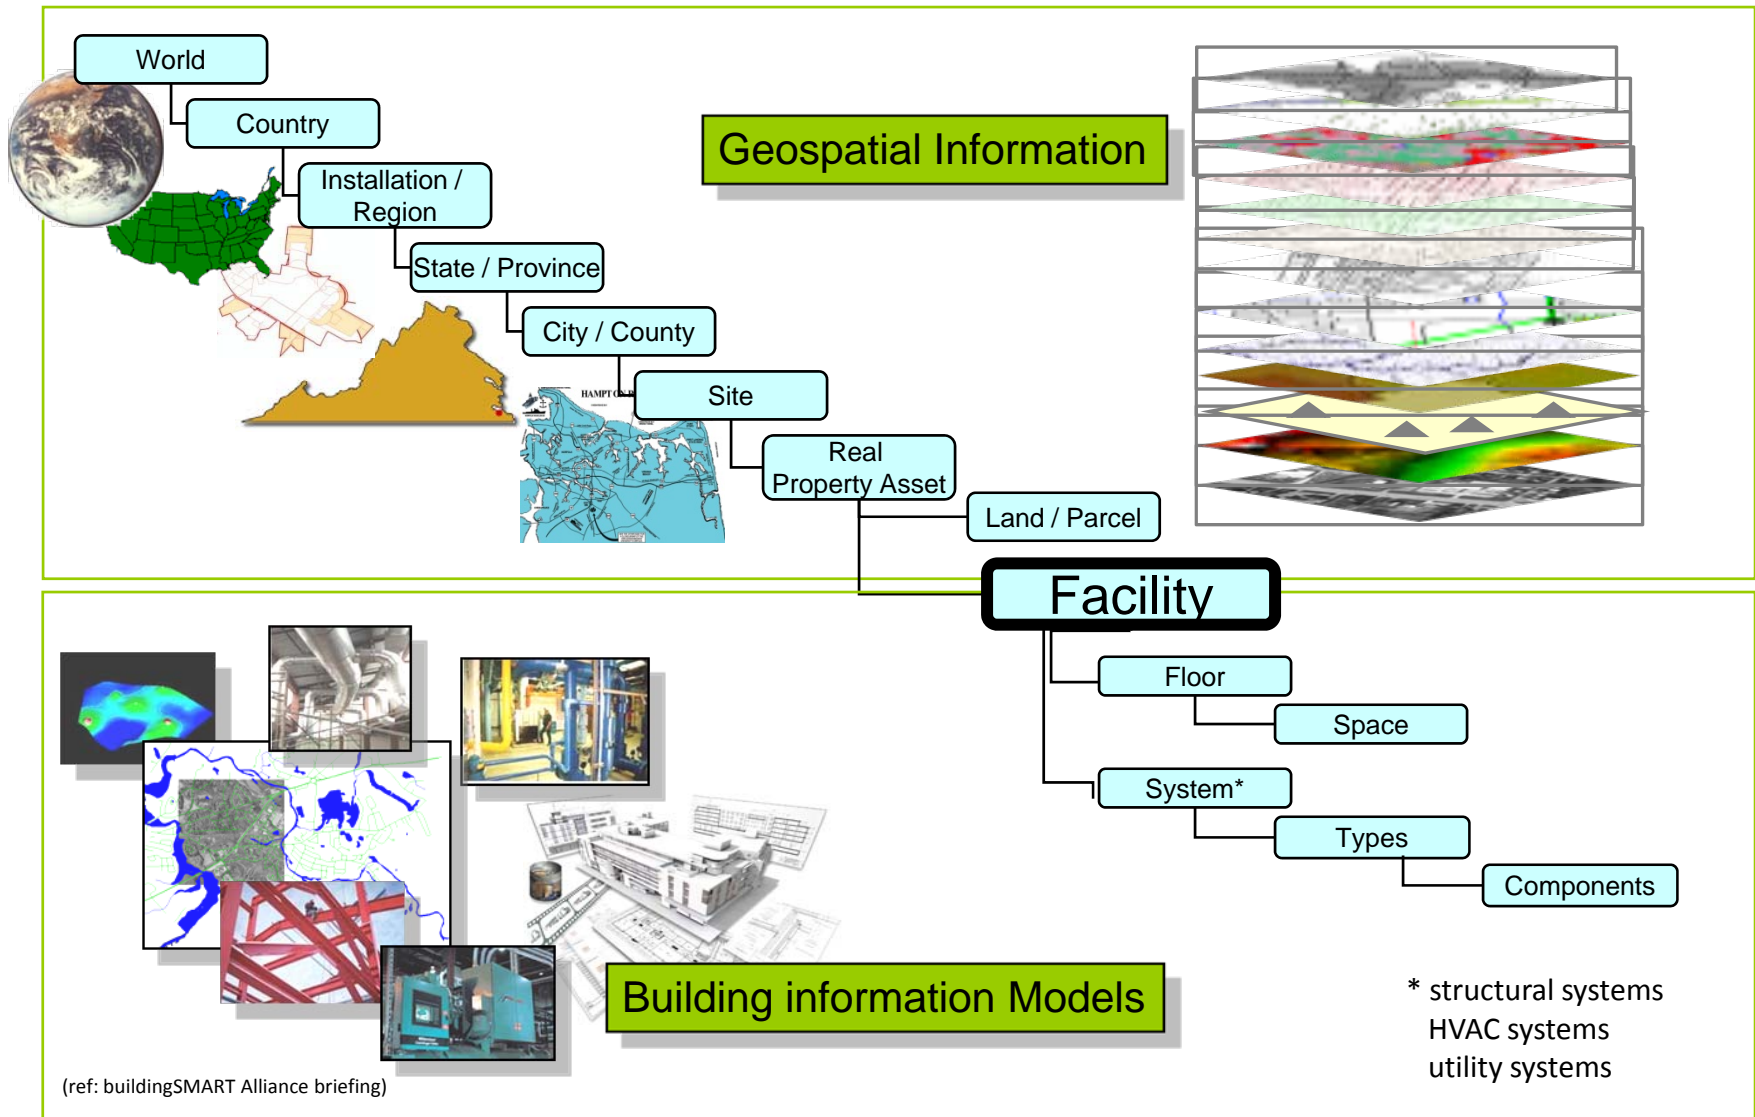 World
Country
Installation /
Region
State / Province
City / County
Site
Real
Property Asset
Land / Parcel
Geospatial Information
HAMPTON R
Facility
Floor
Space
System*
Types
Components
Building information Models
* structural systems
HVAC systems
utility systems
(ref: buildingSMART Alliance briefing)